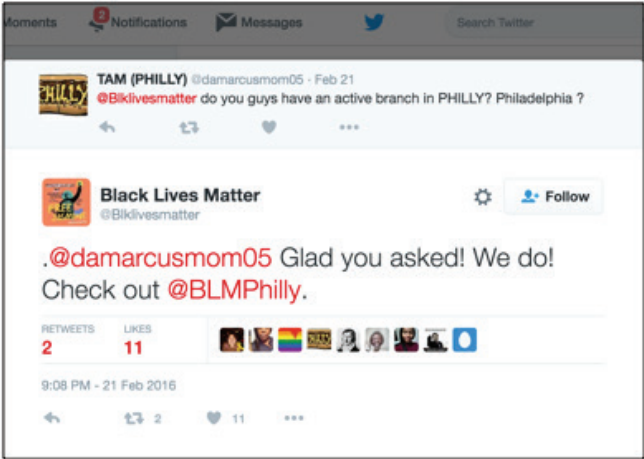 Moments 2 Notifications Messages Search Twitter
TAM (PHILLY) @damarcusmom05 · Feb 21
PHILLY @Blklivesmatter do you guys have an active branch in PHILLY? Philadelphia ?
Black Lives Matter
@Blklivesmatter
Follow
.@damarcusmom05 Glad you asked! We do!
Check out @BLMPhilly.
RETWEETS LIKES
2 11
9:08 PM - 21 Feb 2016
2 11